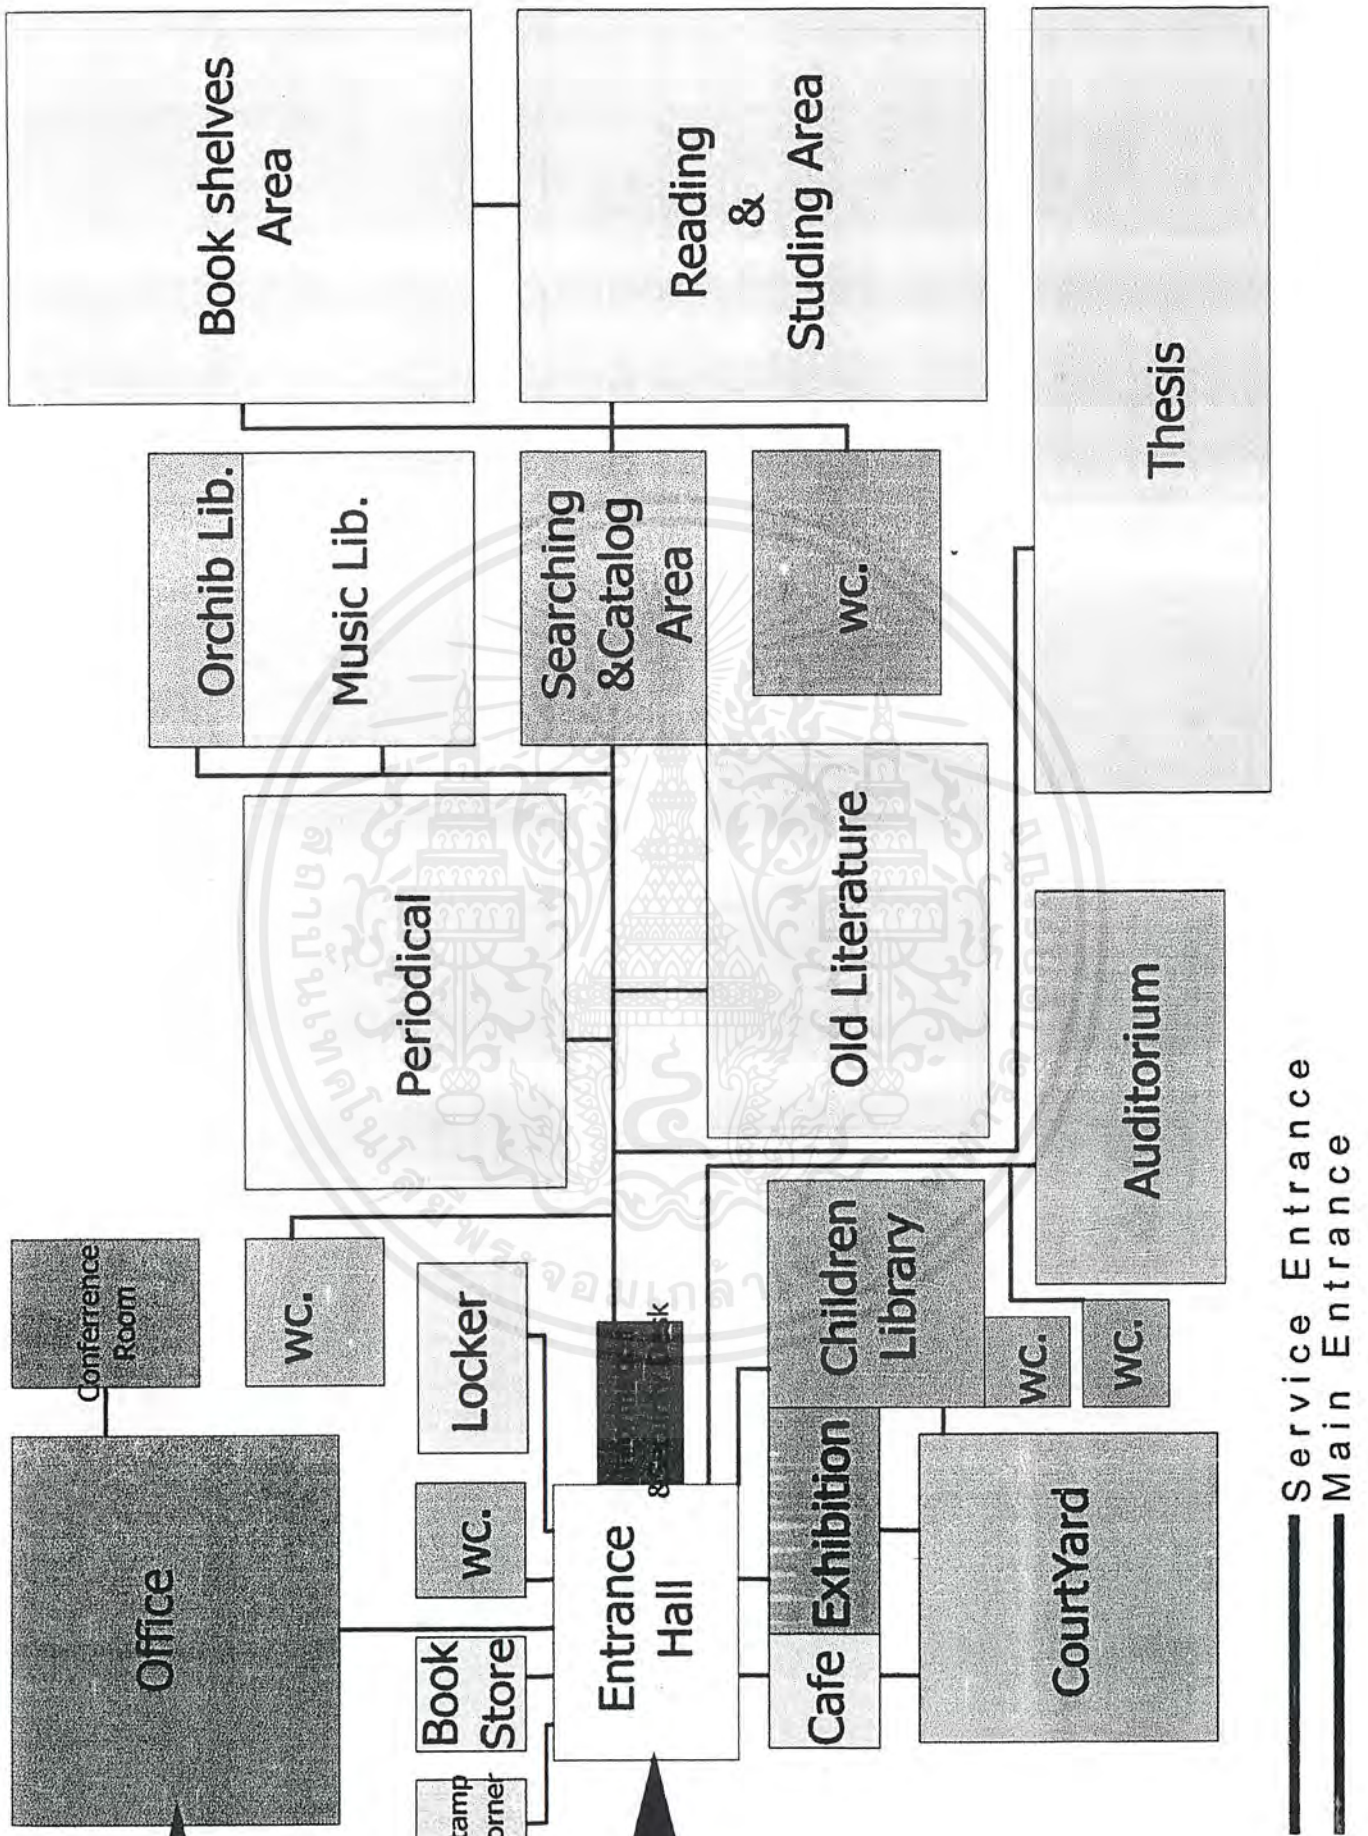 Office
Conferrence
Room
Book shelves
Area
Orchib Lib.
Music Lib.
Periodical
wc.
Locker
wc.
Book
Store
tamp
orner
Entrance
Hall
Searching
&Catalog
Area
Reading
&
Studing Area
wc.
Old Literature
Cafe
Exhibition
Children
Library
wc.
wc.
CourtYard
Auditorium
Thesis
Service Entrance
Main Entrance